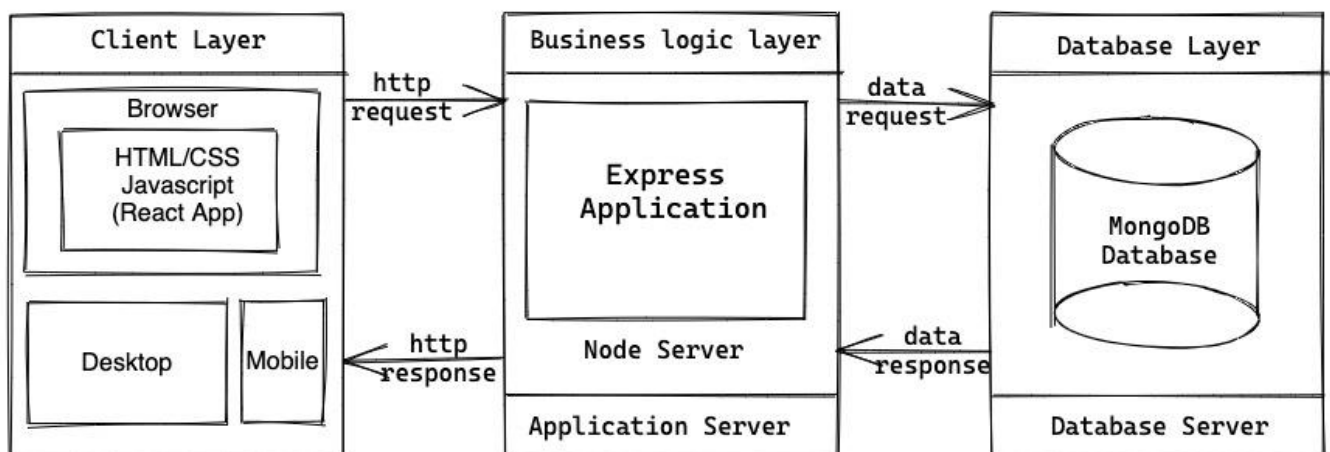 Client Layer
Browser
HTML/CSS
Javascript
(React App)
Desktop
Mobile
http
request
http
response
Business logic layer
Express
Application
Node Server
Application Server
data
request
data
response
Database Layer
MongoDB
Database
Database Server